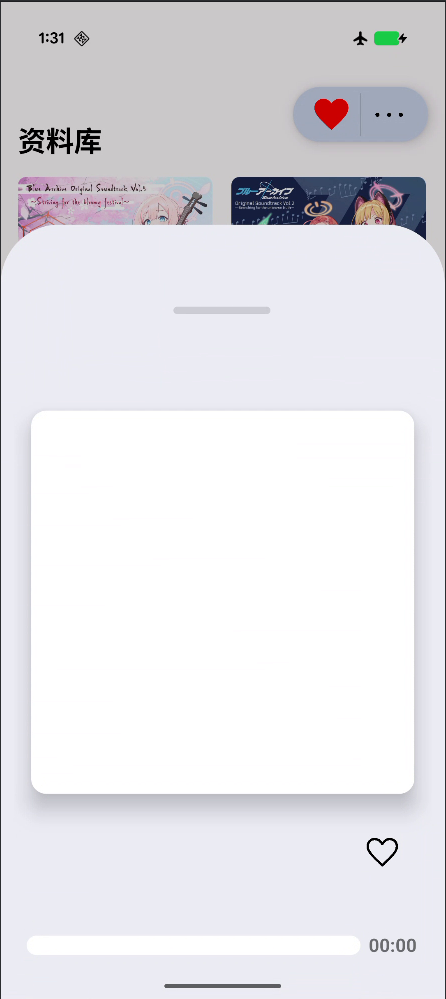 1:31
资料库
Blue Archive Original Soundtrack Vol.5
~Striving for the blooming festival~
ブルーアーカイブ
Original Soundtrack Vol.2
00:00